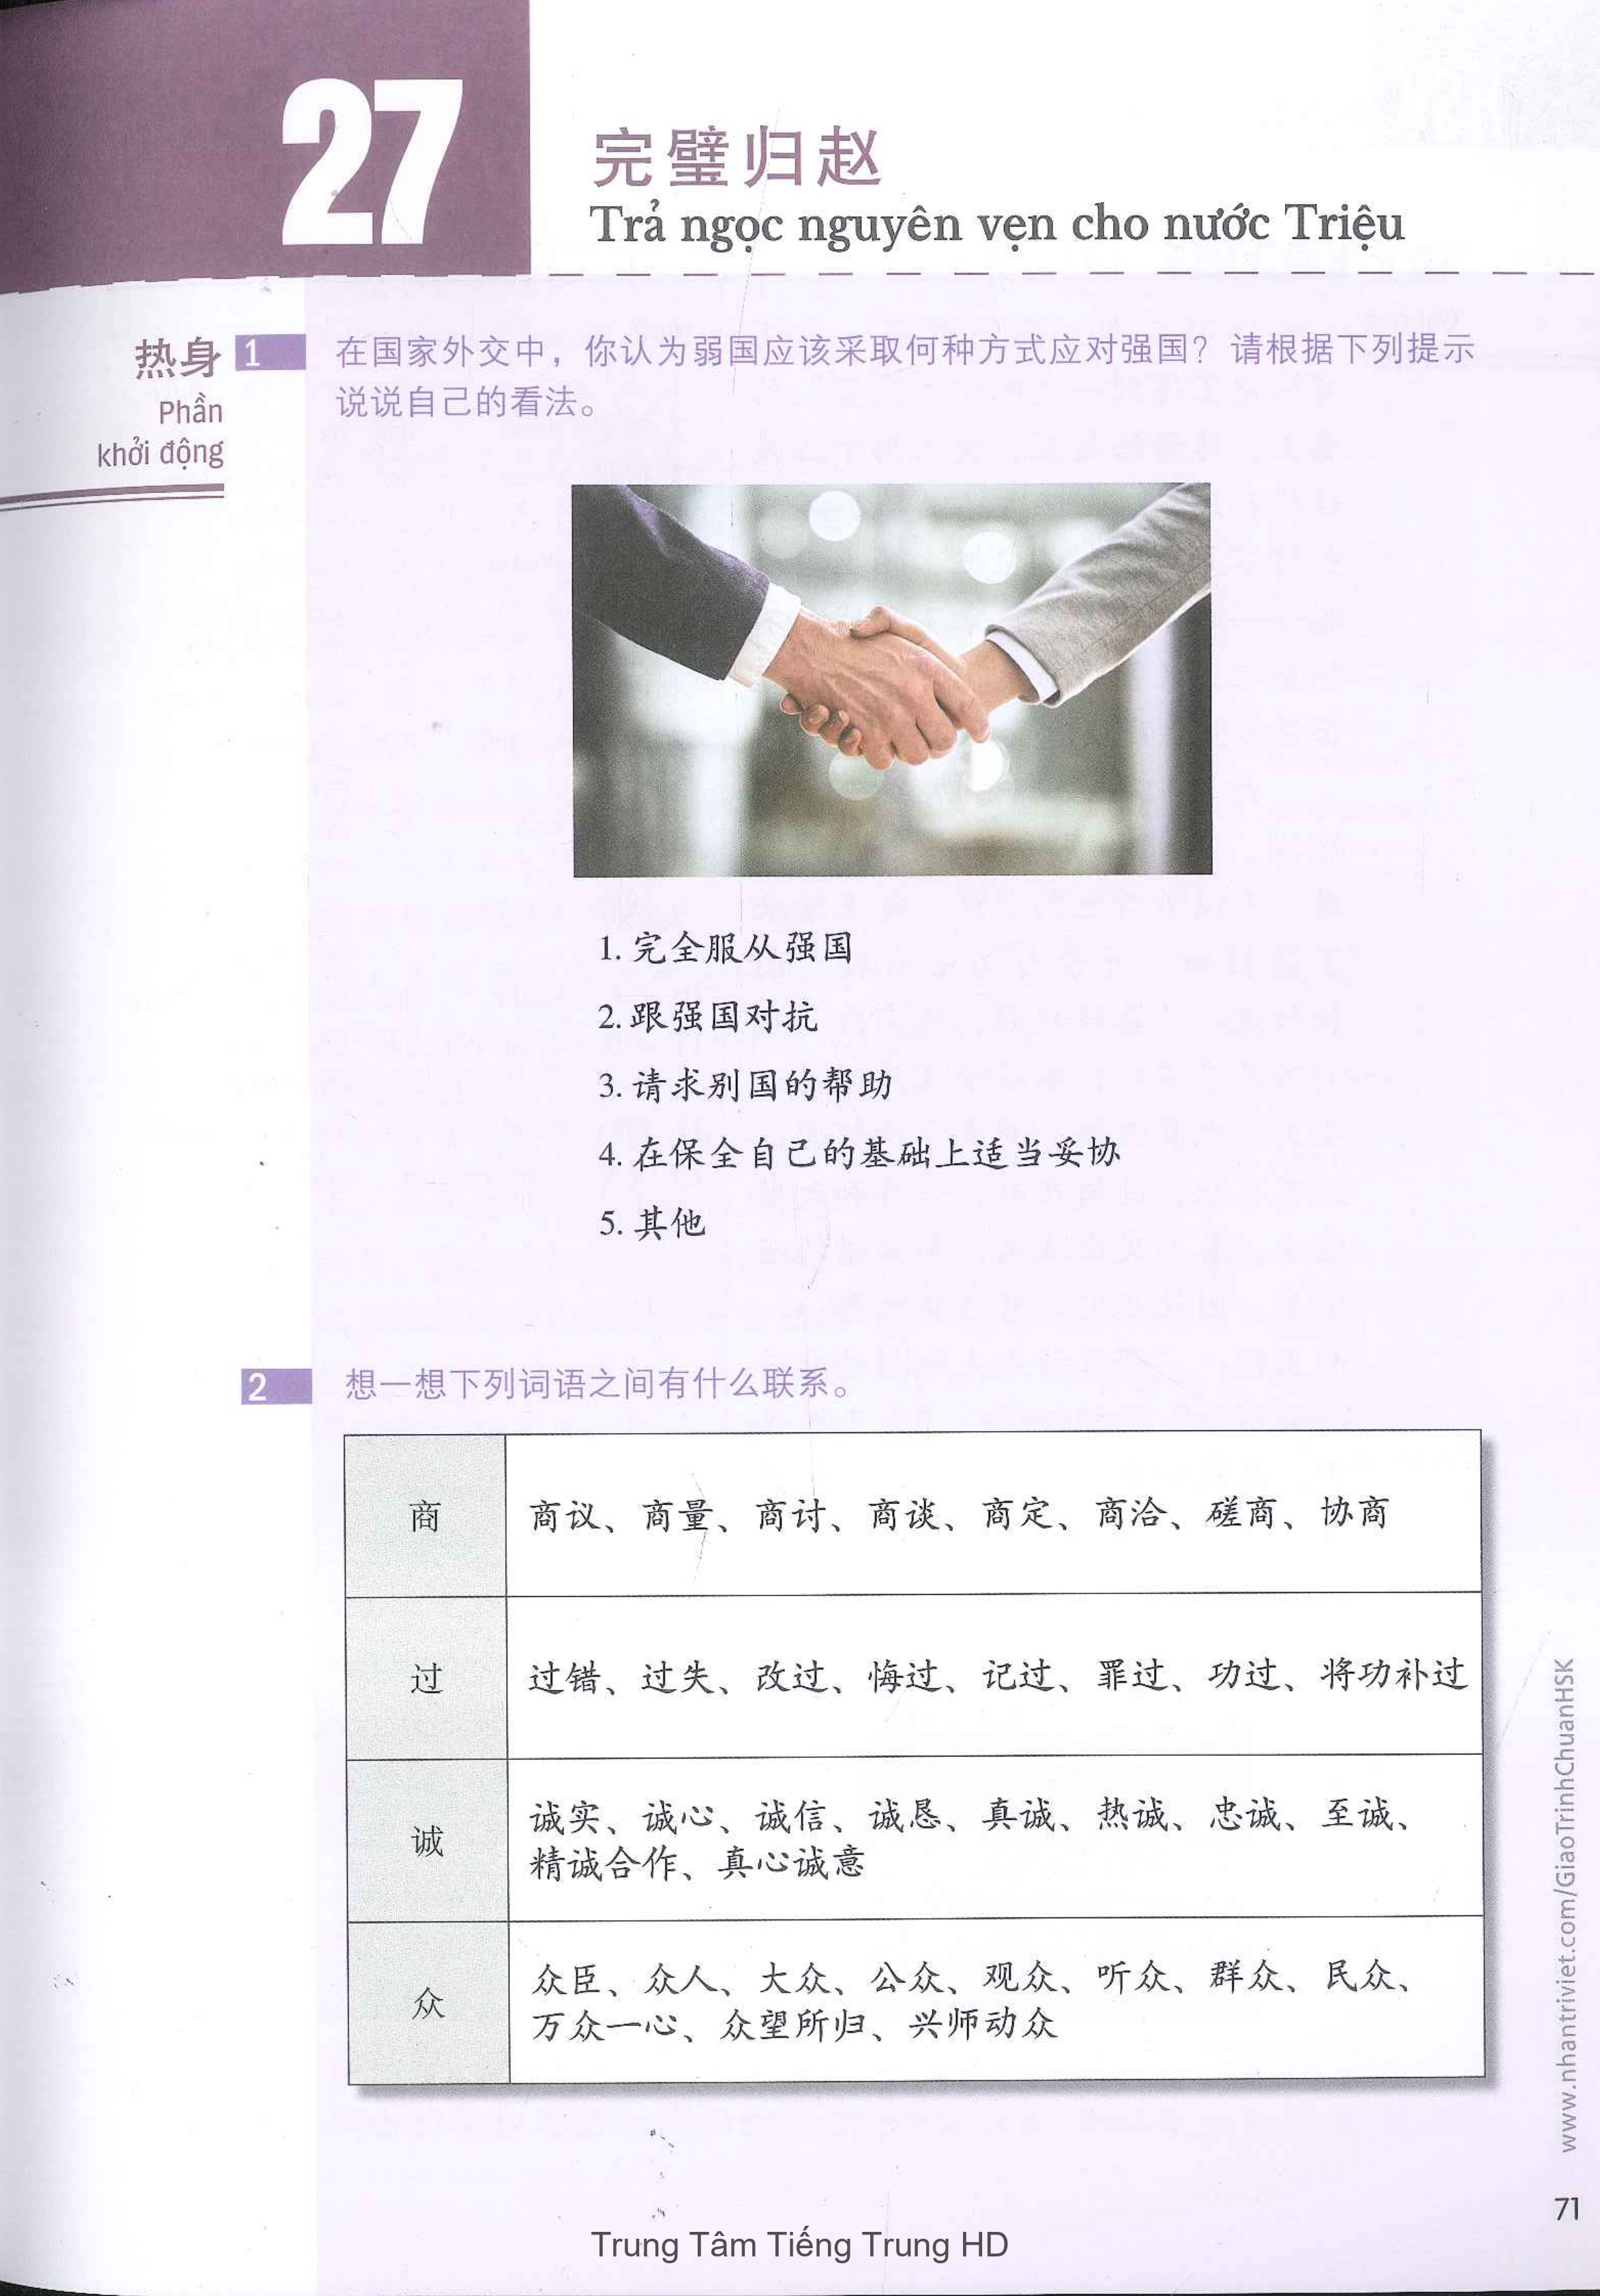 27
完璧归赵
Trả ngọc nguyên vẹn cho nước Triệu
热身
Phần
khởi động
1
在国家外交中，你认为弱国应该采取何种方式应对强国？请根据下列提示
说说自己的看法。
1. 完全服从强国
2. 跟强国对抗
3. 请求别国的帮助
4. 在保全自己的基础上适当妥协
5. 其他
2
想一想下列词语之间有什么联系。
商
商议、商量、商讨、商谈、商定、商洽、磋商、协商
过
过错、过失、改过、悔过、记过、罪过、功过、将功补过
诚
诚实、诚心、诚信、诚恳、真诚、热诚、忠诚、至诚、
精诚合作、真心诚意
众
众臣、众人、大众、公众、观众、听众、群众、民众、
万众一心、众望所归、兴师动众
www.nhantriviet.com/GiaoTrinhChuanHSK
71
Trung Tâm Tiếng Trung HD